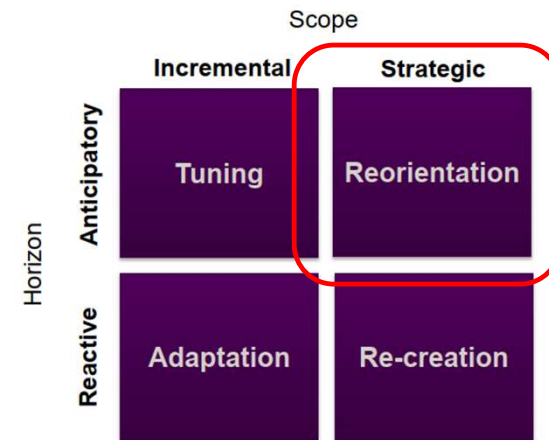 Scope
Incremental Strategic
Anticipatory
Tuning Reorientation
Horizon
Reactive
Adaptation Re-creation